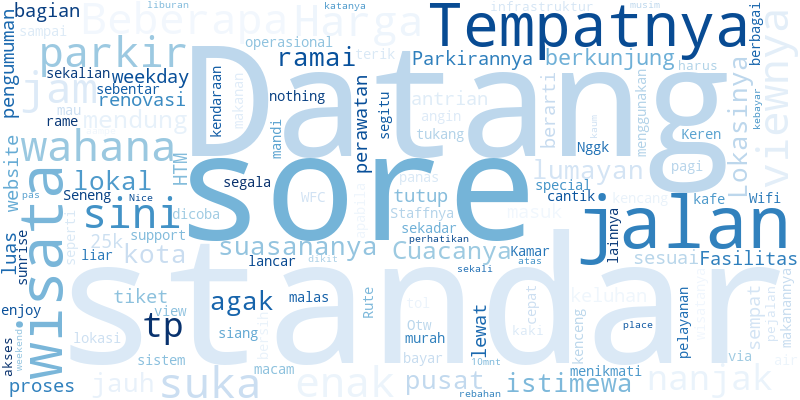 liburan
katanya
infrastruktur
musim
bagian
Beberapa
Harga
Tempatnya
berbagai
sampai
pengumuman
parkir
operasional
ramai
terik
Parkirannya
berkunjung
viewnya
Datang
sekalian
weekday
harus
jam
sebentar
renovasi
kendaraan
makanan
nothing
perawatan
segitu
antrian
berarti
menggunakan
Lokasinya
kebayar
mau
rame
mendung
angin
tukang
kaum
Keren
wahana
mandi
Nggk
website
HTM
sore
panas
lumayan
pagi
lokal
segala
special
Seneng
Nice
pas
WFC
apabila
tutup
cantik
kencang
kafe
Wifi
wisata
sini
dicoba
Staffnya
masuk
jalan
lainnya
luas
sunrise
seperti
25k
support
sekadar
perhatikan
suasananya
Cuacanya
Kamar
atas
sesuai
Fasilitas
liar
kota
lancar
dikit
sekali
standar
enjoy
tiket
view
agak
malas
Rute
tol
10mnt
cepat
keluhan
pelayanan
sempat
pejalan
makanannya
akses
weekend
lokasi
tp
siang
bersih
Otw
murah
lewat
kaki
kenceng
place
sistem
macam
bayar
menikmati
via
air
proses
jauh
suka
enak
pusat
rebahan
istimewa
nanjak